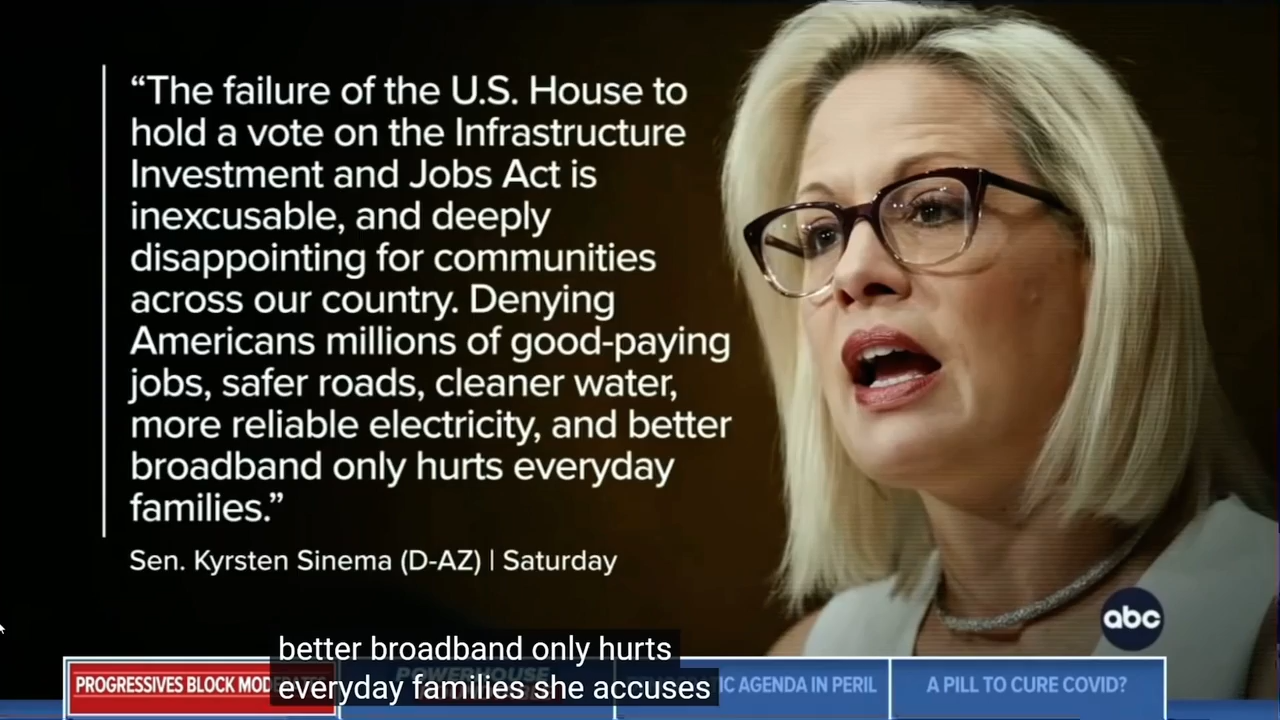 “The failure of the U.S. House to
hold a vote on the Infrastructure
Investment and Jobs Act is
inexcusable, and deeply
disappointing for communities
across our country. Denying
Americans millions of good-paying
jobs, safer roads, cleaner water,
more reliable electricity, and better
broadband only hurts everyday
families.”
Sen. Kyrsten Sinema (D-AZ) | Saturday
abc
better broadband only hurts
everyday families she accuses
PROGRESSIVES BLOCK
POWERHOUSE
AGENDA IN PERIL
A PILL TO CURE COVID?